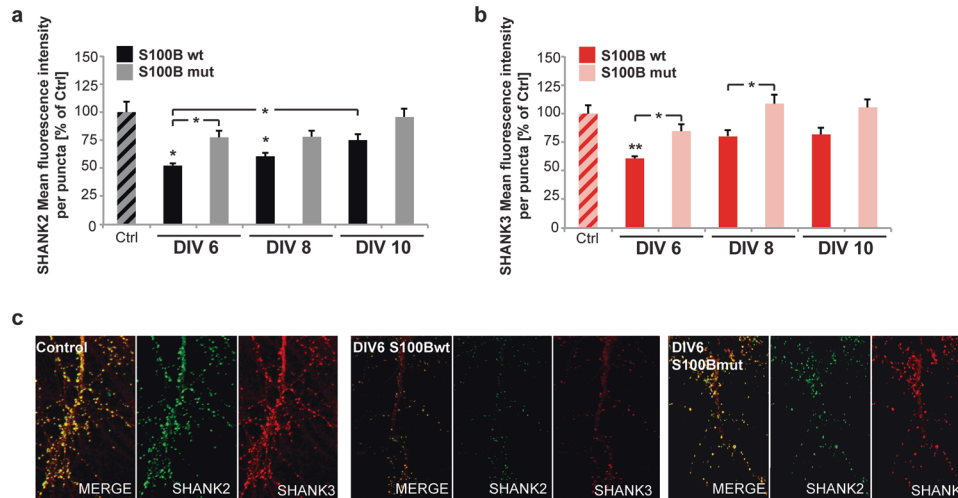 a
SHANK2 Mean fluorescence intensity
per puncta [% of Ctrl]
150
125
100
75
50
25
0
S100B wt
S100B mut
*
*
*
*
Ctrl
DIV 6
DIV 8
DIV 10
b
SHANK3 Mean fluorescence intensity
per puncta [% of Ctrl]
150
125
100
75
50
25
0
S100B wt
S100B mut
*
*
**
Ctrl
DIV 6
DIV 8
DIV 10
c
Control
MERGE
SHANK2
SHANK3
DIV6 S100Bwt
MERGE
SHANK2
SHANK3
DIV6
S100Bmut
MERGE
SHANK2
SHANK